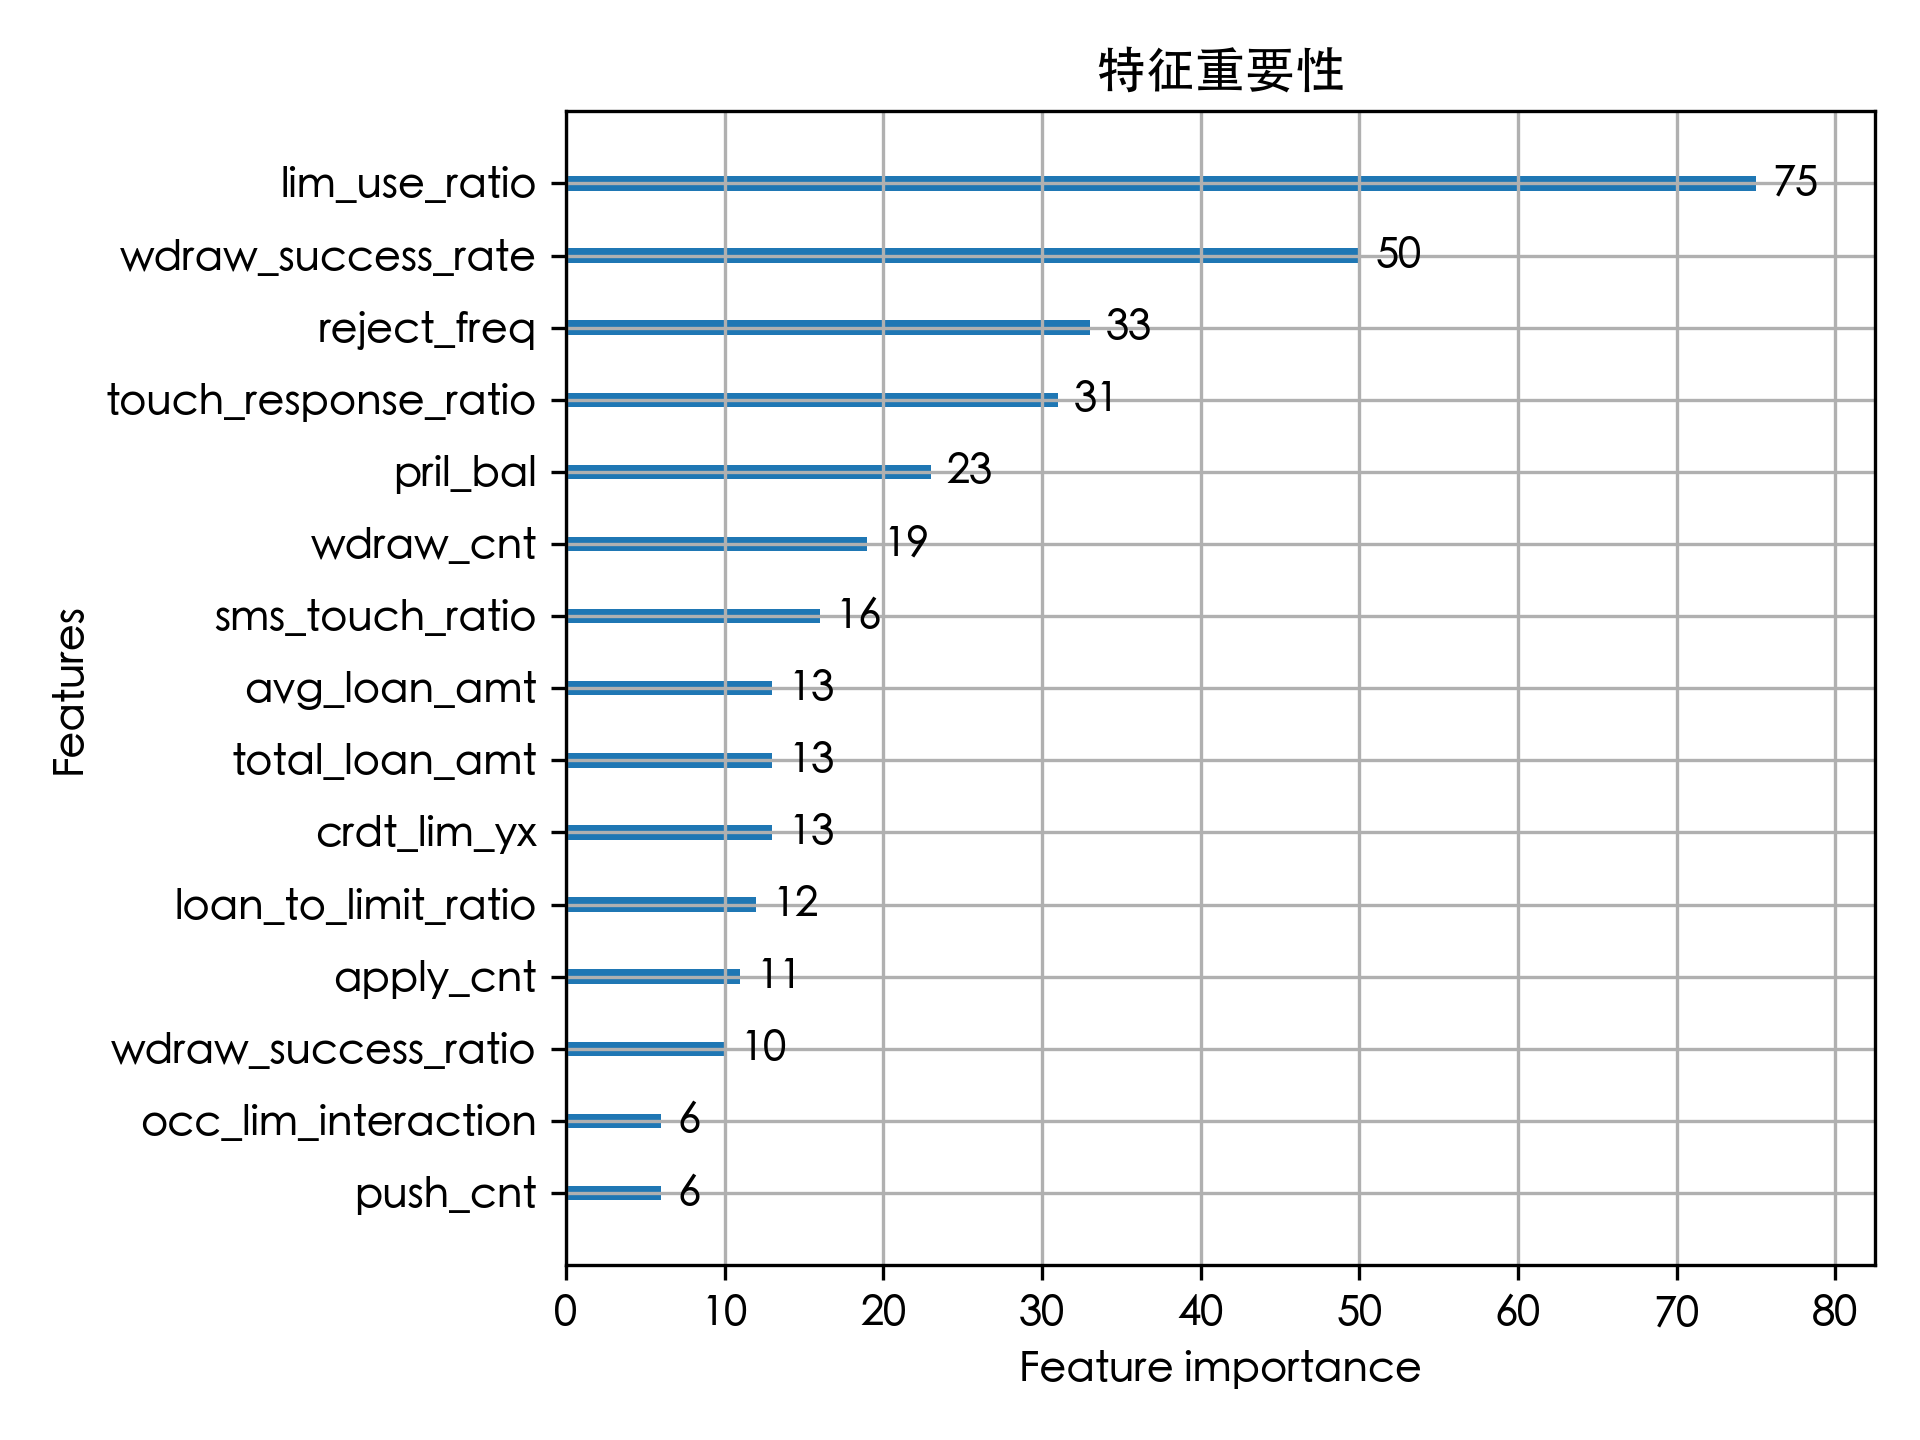 特征重要性
lim_use_ratio 75
wdraw_success_rate 50
reject_freq 33
touch_response_ratio 31
pril_bal 23
wdraw_cnt 19
sms_touch_ratio 16
avg_loan_amt 13
total_loan_amt 13
crdt_lim_yx 13
loan_to_limit_ratio 12
apply_cnt 11
wdraw_success_ratio 10
occ_lim_interaction 6
push_cnt 6
Features
0 10 20 30 40 50 60 70 80
Feature importance